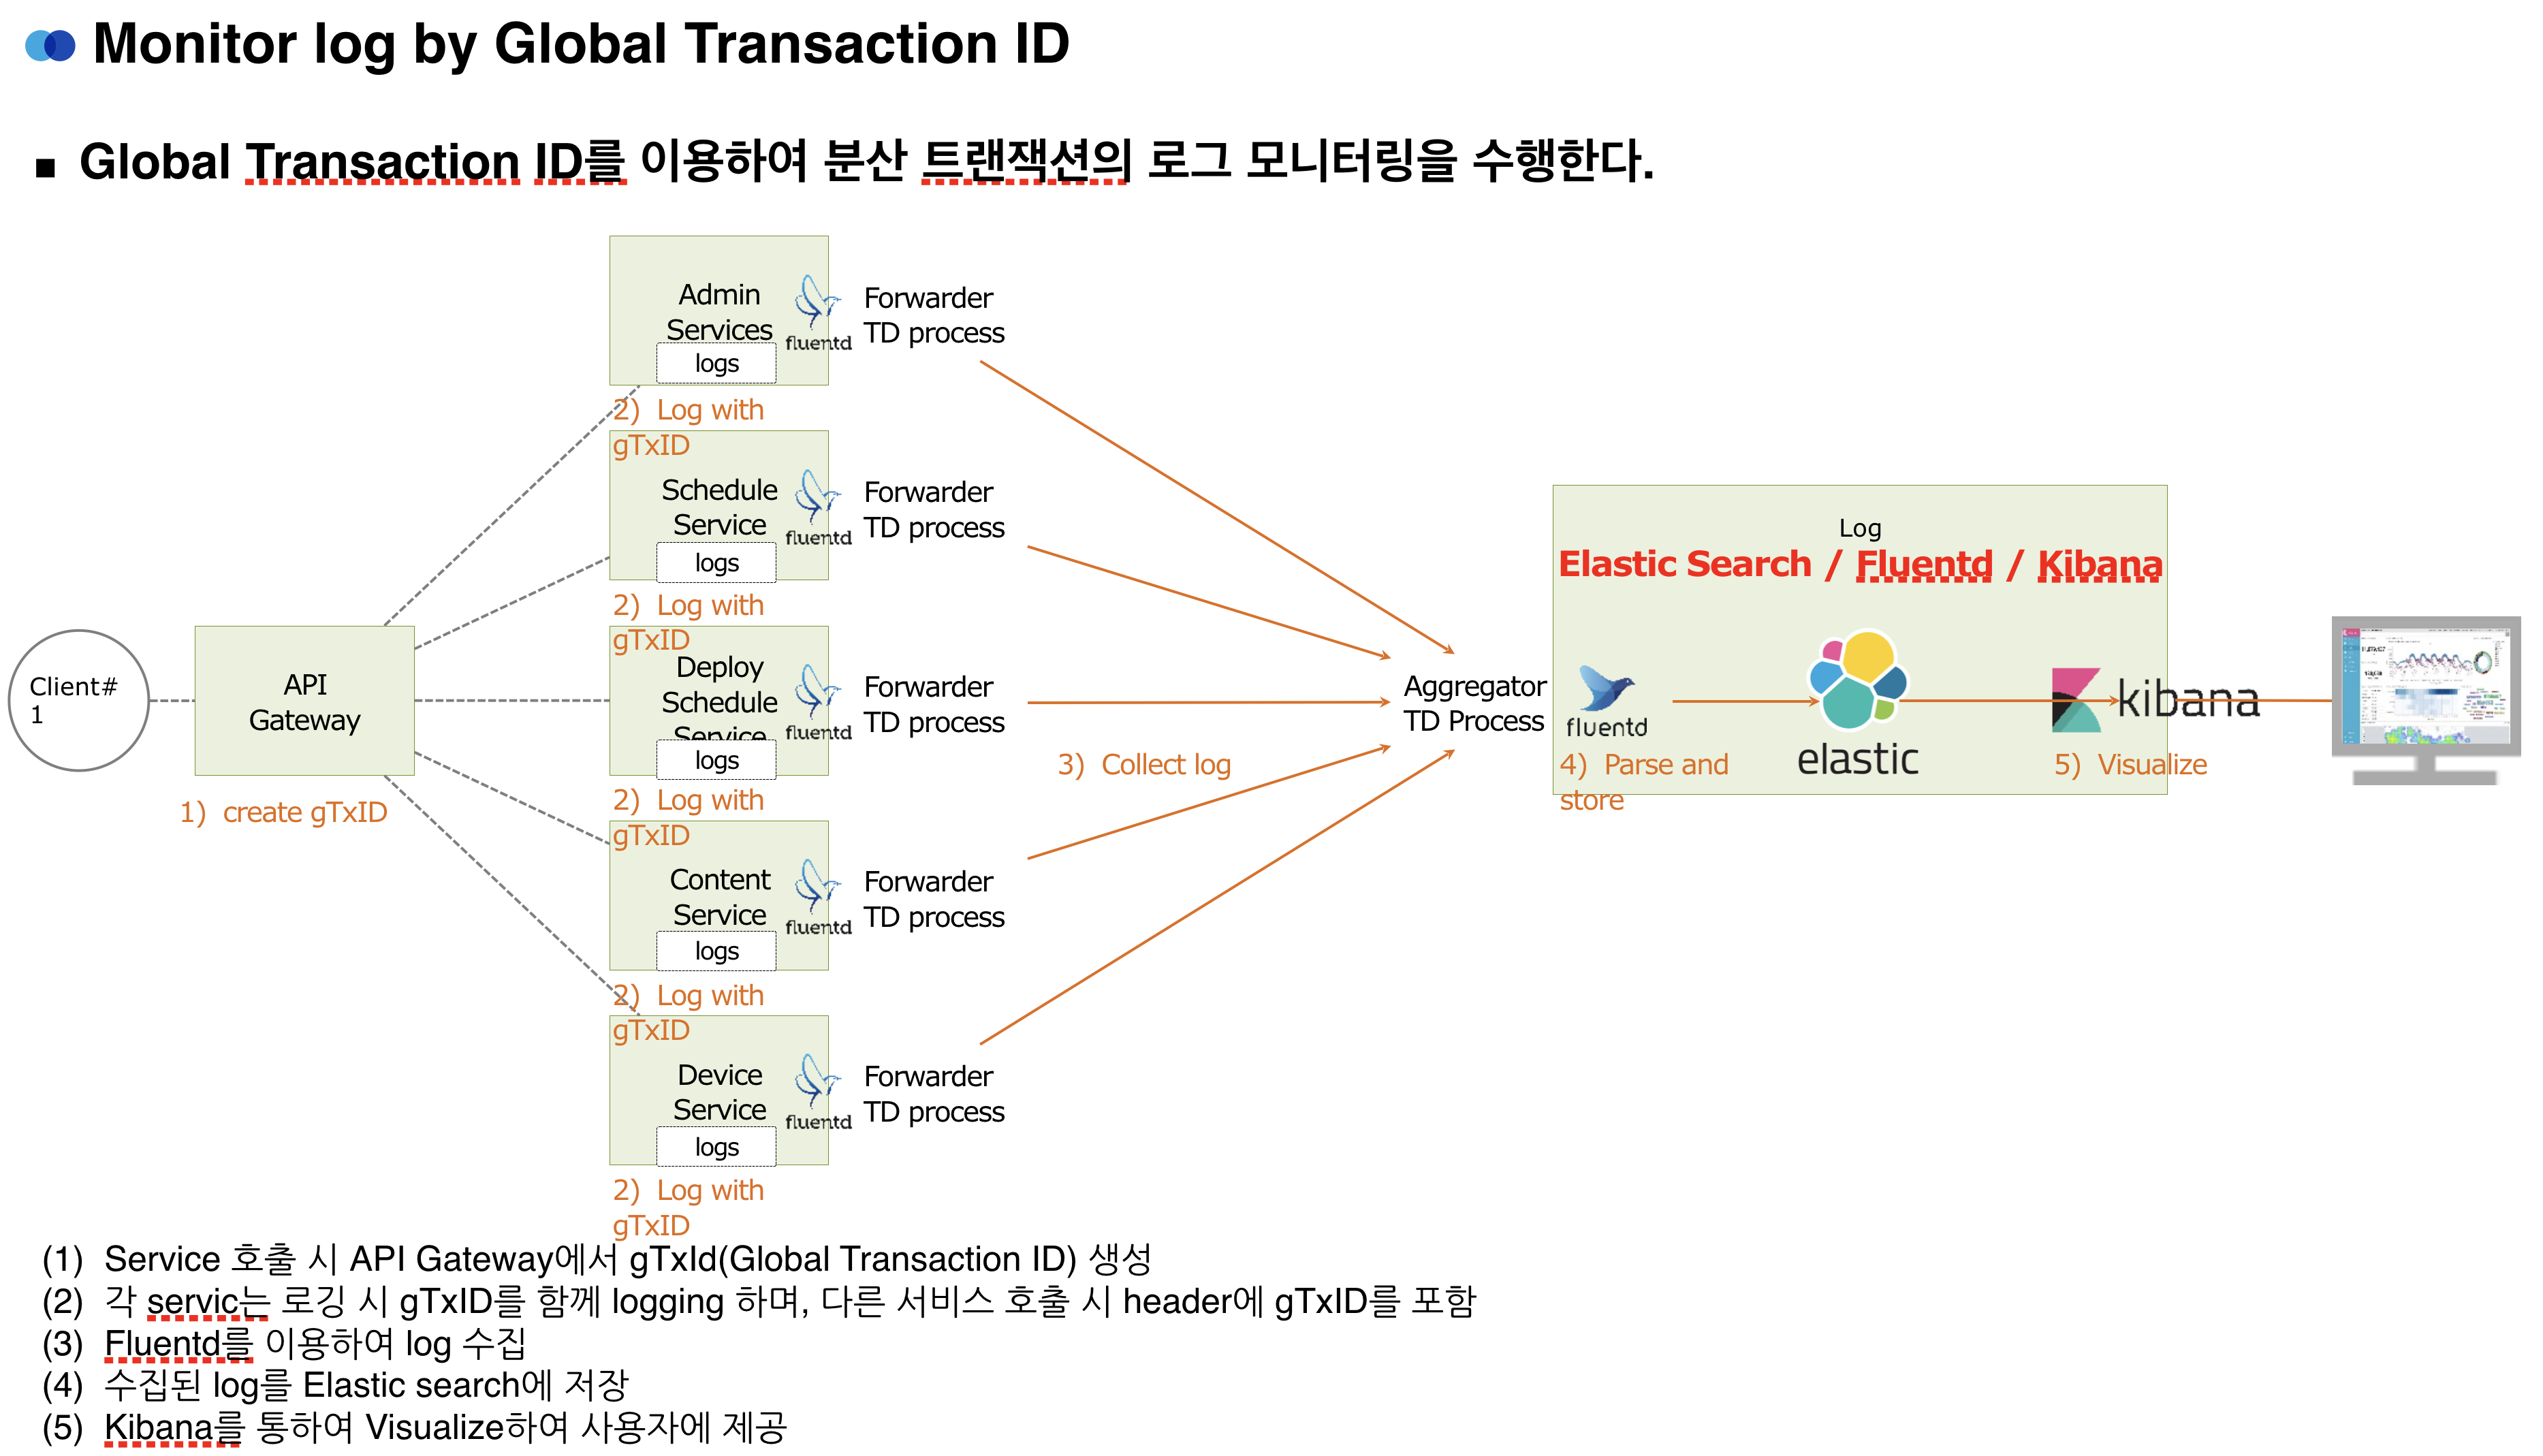 Monitor log by Global Transaction ID
■ Global Transaction ID를 이용하여 분산 트랜잭션의 로그 모니터링을 수행한다.
Admin
Services
logs
fluentd
Forwarder
TD process
2) Log with
gTxID
Schedule
Service
logs
fluentd
Forwarder
TD process
2) Log with
gTxID
Client#
1
API
Gateway
1) create gTxID
Deploy
Schedule
Service
logs
fluentd
Forwarder
TD process
2) Log with
gTxID
3) Collect log
Content
Service
logs
fluentd
Forwarder
TD process
2) Log with
gTxID
Device
Service
logs
fluentd
Forwarder
TD process
2) Log with
gTxID
Aggregator
TD Process
Log
Elastic Search / Fluentd / Kibana
fluentd
4) Parse and
store
elastic
kibana
5) Visualize
(1) Service 호출 시 API Gateway에서 gTxId(Global Transaction ID) 생성
(2) 각 servic는 로깅 시 gTxID를 함께 logging 하며, 다른 서비스 호출 시 header에 gTxID를 포함
(3) Fluentd를 이용하여 log 수집
(4) 수집된 log를 Elastic search에 저장
(5) Kibana를 통하여 Visualize하여 사용자에 제공